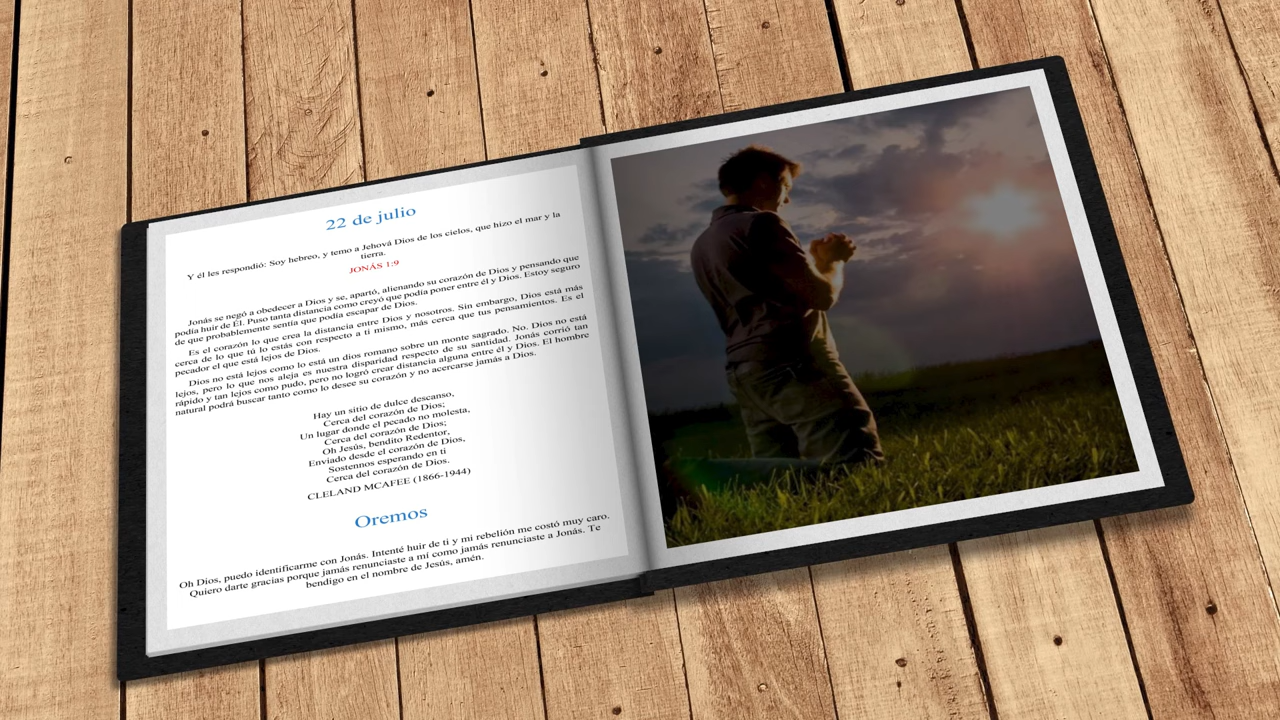 22 de julio
Y él les respondió: Soy hebreo, y temo a Jehová Dios de los cielos, que hizo el mar y la
tierra.
JONÁS 1:9
Jonás se negó a obedecer a Dios y se, apartó, alienando su corazón de Dios y pensando que
podía huir de Él. Puso tanta distancia como creyó que podía poner entre él y Dios. Estoy seguro
de que probablemente sentía que podía escapar de Dios.
Es el corazón lo que crea la distancia entre Dios y nosotros. Sin embargo, Dios está más
cerca de lo que tú lo estás con respecto a ti mismo, más cerca que tus pensamientos. Es el
pecador el que está lejos de Dios.
Dios no está lejos como lo está un dios romano sobre un monte sagrado. No. Dios no está
lejos, pero lo que nos aleja es nuestra disparidad respecto de su santidad. Jonás corrió tan
rápido y tan lejos como pudo, pero no logró crear distancia alguna entre él y Dios. El hombre
natural podrá buscar tanto como lo desee su corazón y no acercarse jamás a Dios.
Hay un sitio de dulce descanso,
Cerca del corazón de Dios;
Un lugar donde el pecado no molesta,
Cerca del corazón de Dios;
Oh Jesús, bendito Redentor,
Enviado desde el corazón de Dios,
Sostennos esperando en ti
Cerca del corazón de Dios.
CLELAND MCAFEE (1866-1944)
Oremos
Oh Dios, puedo identificarme con Jonás. Intenté huir de ti y mi rebelión me costó muy caro.
Quiero darte gracias porque jamás renunciaste a mí como jamás renunciaste a Jonás. Te
bendigo en el nombre de Jesús, amén.